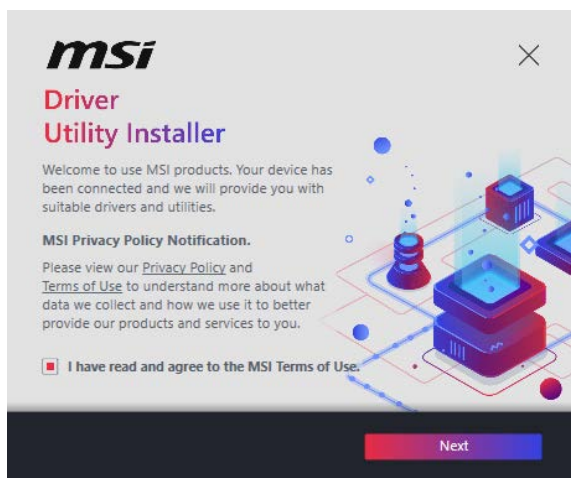 msi
Driver
Utility Installer
Welcome to use MSI products. Your device has
been connected and we will provide you with
suitable drivers and utilities.
MSI Privacy Policy Notification.
Please view our Privacy Policy and
Terms of Use to understand more about what
data we collect and how we use it to better
provide our products and services to you.
I have read and agree to the MSI Terms of Use.
Next